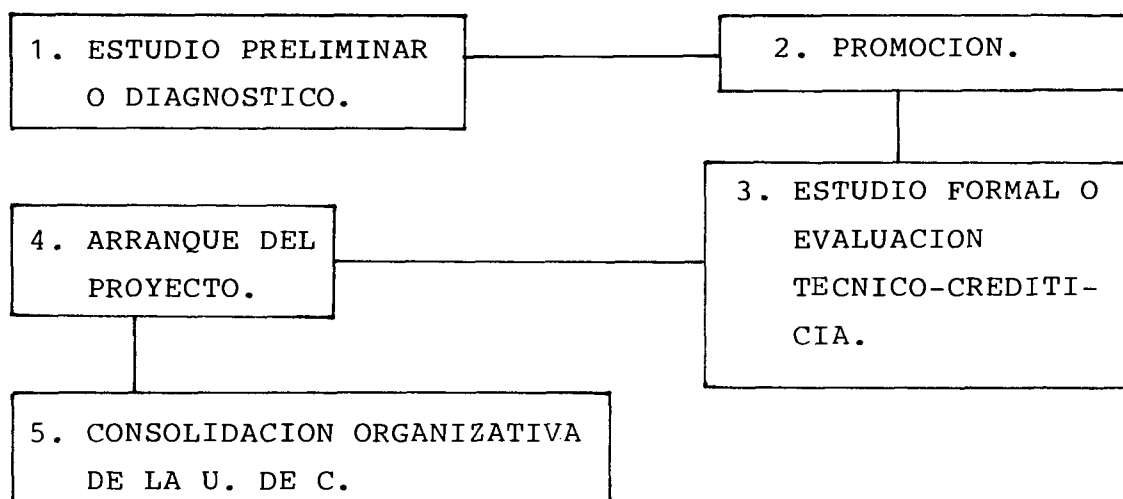 1. ESTUDIO PRELIMINAR
O DIAGNOSTICO.
2. PROMOCION.
3. ESTUDIO FORMAL O
EVALUACION
TECNICO-CREDITI-
CIA.
4. ARRANQUE DEL
PROYECTO.
5. CONSOLIDACION ORGANIZATIVA
DE LA U. DE C.